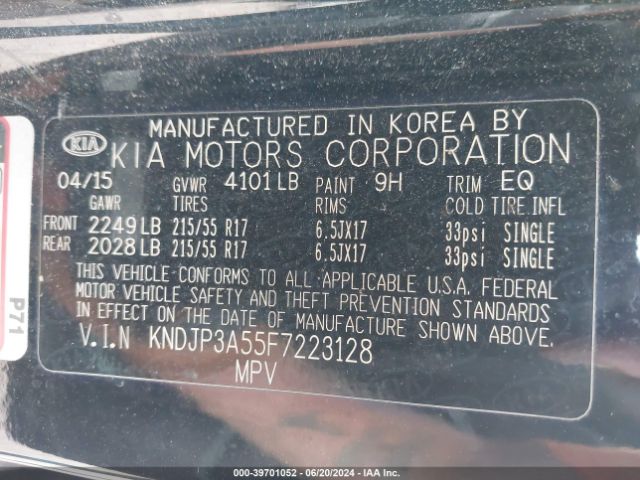 MANUFACTURED IN KOREA BY
KIA KIA MOTORS CORPORATION
04/15 GVWR 4101 LB PAINT 9H TRIM EQ
GAWR TIRES RIMS COLD TIRE INFL
FRONT 2249 LB 215/55 R17 6.5JX17 33psi SINGLE
REAR 2028 LB 215/55 R17 6.5JX17 33psi SINGLE
THIS VEHICLE CONFORMS TO ALL APPLICABLE U.S.A. FEDERAL
MOTOR VEHICLE SAFETY AND THEFT PREVENTION STANDARDS
IN EFFECT ON THE DATE OF MANUFACTURE SHOWN ABOVE.
V.I.N KNDJP3A55F7223128
MPV
P71
000-39701052 - 06/20/2024 - IAA Inc.